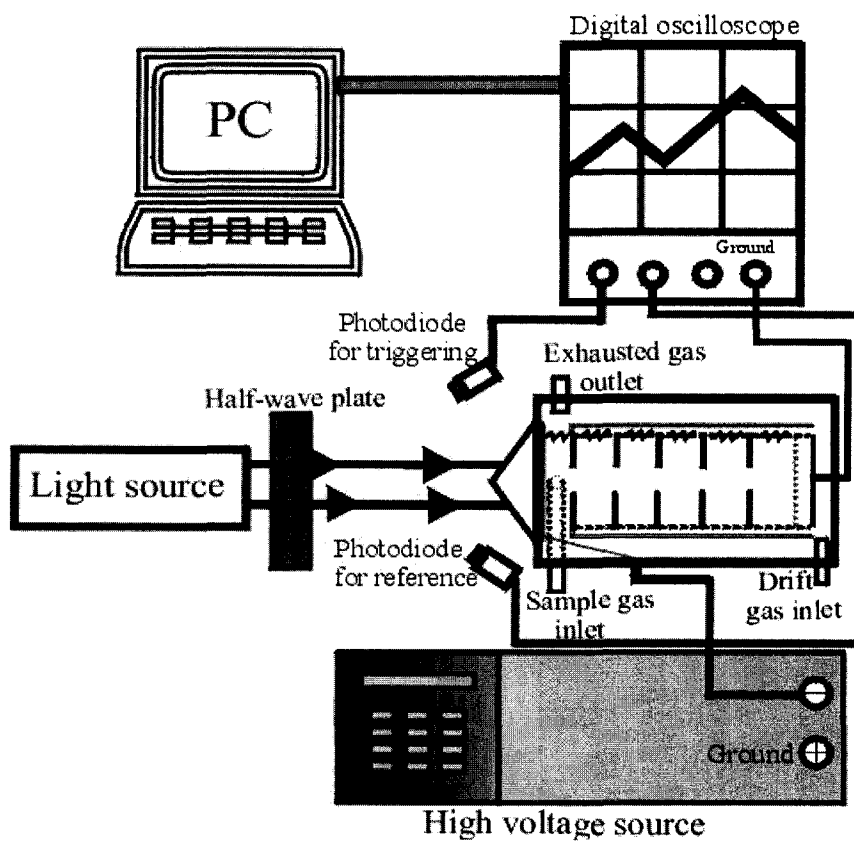 Digital oscilloscope
PC
Ground
Photodiode
for triggering
Exhausted gas
outlet
Half-wave plate
Light source
Photodiode
for reference
Sample gas
inlet
Drift
gas inlet
Ground
High voltage source